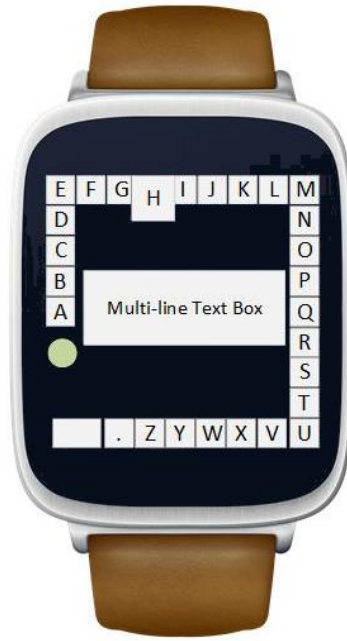 E F G H I J K L M
D N
C O
B P
A Multi-line Text Box Q
R
S
T
. Z Y W X V U